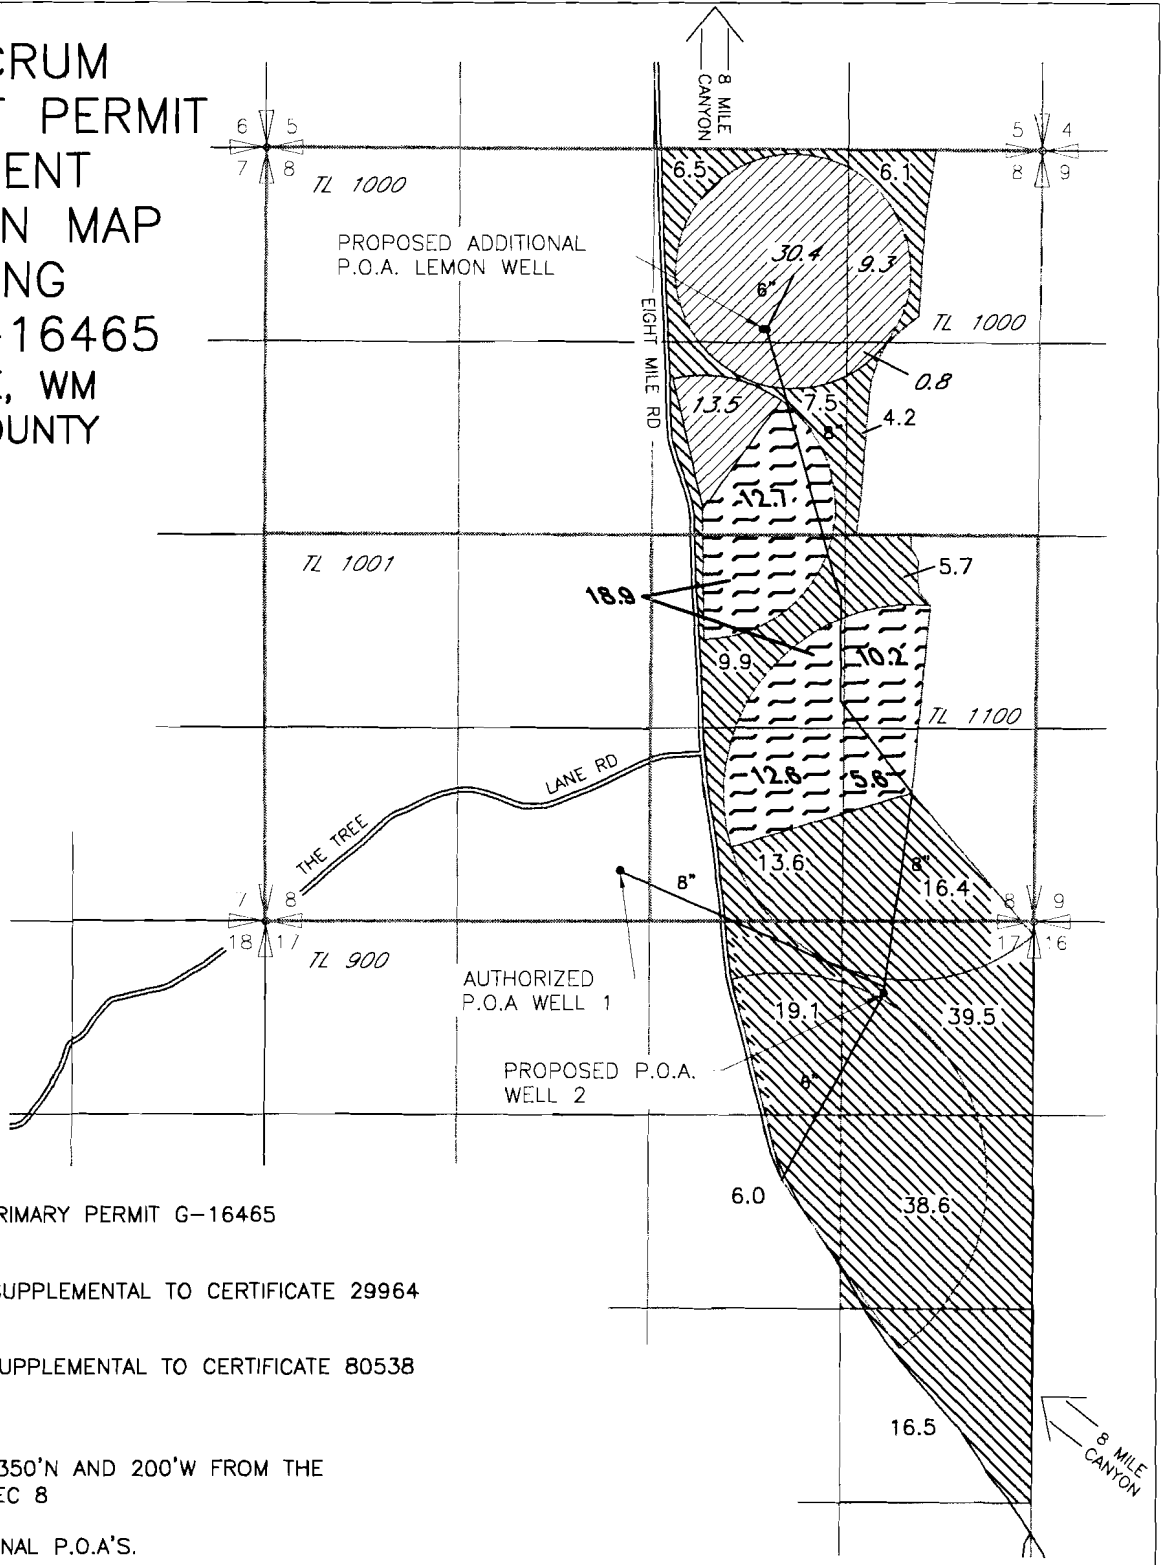 CRUM
PERMIT
ENT
N MAP
NG
-16465
, WM
OUNTY
8 MILE
CANYON
6 5
7 8
5 4
8 9
TL 1000
6.5
6.1
PROPOSED ADDITIONAL
P.O.A. LEMON WELL
30.4
9.3
6"
EIGHT MILE RD
TL 1000
0.8
13.5
7.5
8"
4.2
12.7
TL 1001
5.7
18.9
9.9
10.2
TL 1100
LANE RD
12.6
5.6
THE TREE
13.6
8"
8"
16.4
7 8
18 17
8 9
17 16
TL 900
AUTHORIZED
P.O.A WELL 1
19.1
39.5
PROPOSED P.O.A.
WELL 2
6.0
38.6
RIMARY PERMIT G-16465
SUPPLEMENTAL TO CERTIFICATE 29964
UPPLEMENTAL TO CERTIFICATE 80538
16.5
8 MILE
CANYON
350'N AND 200'W FROM THE
EC 8
NAL P.O.A'S.